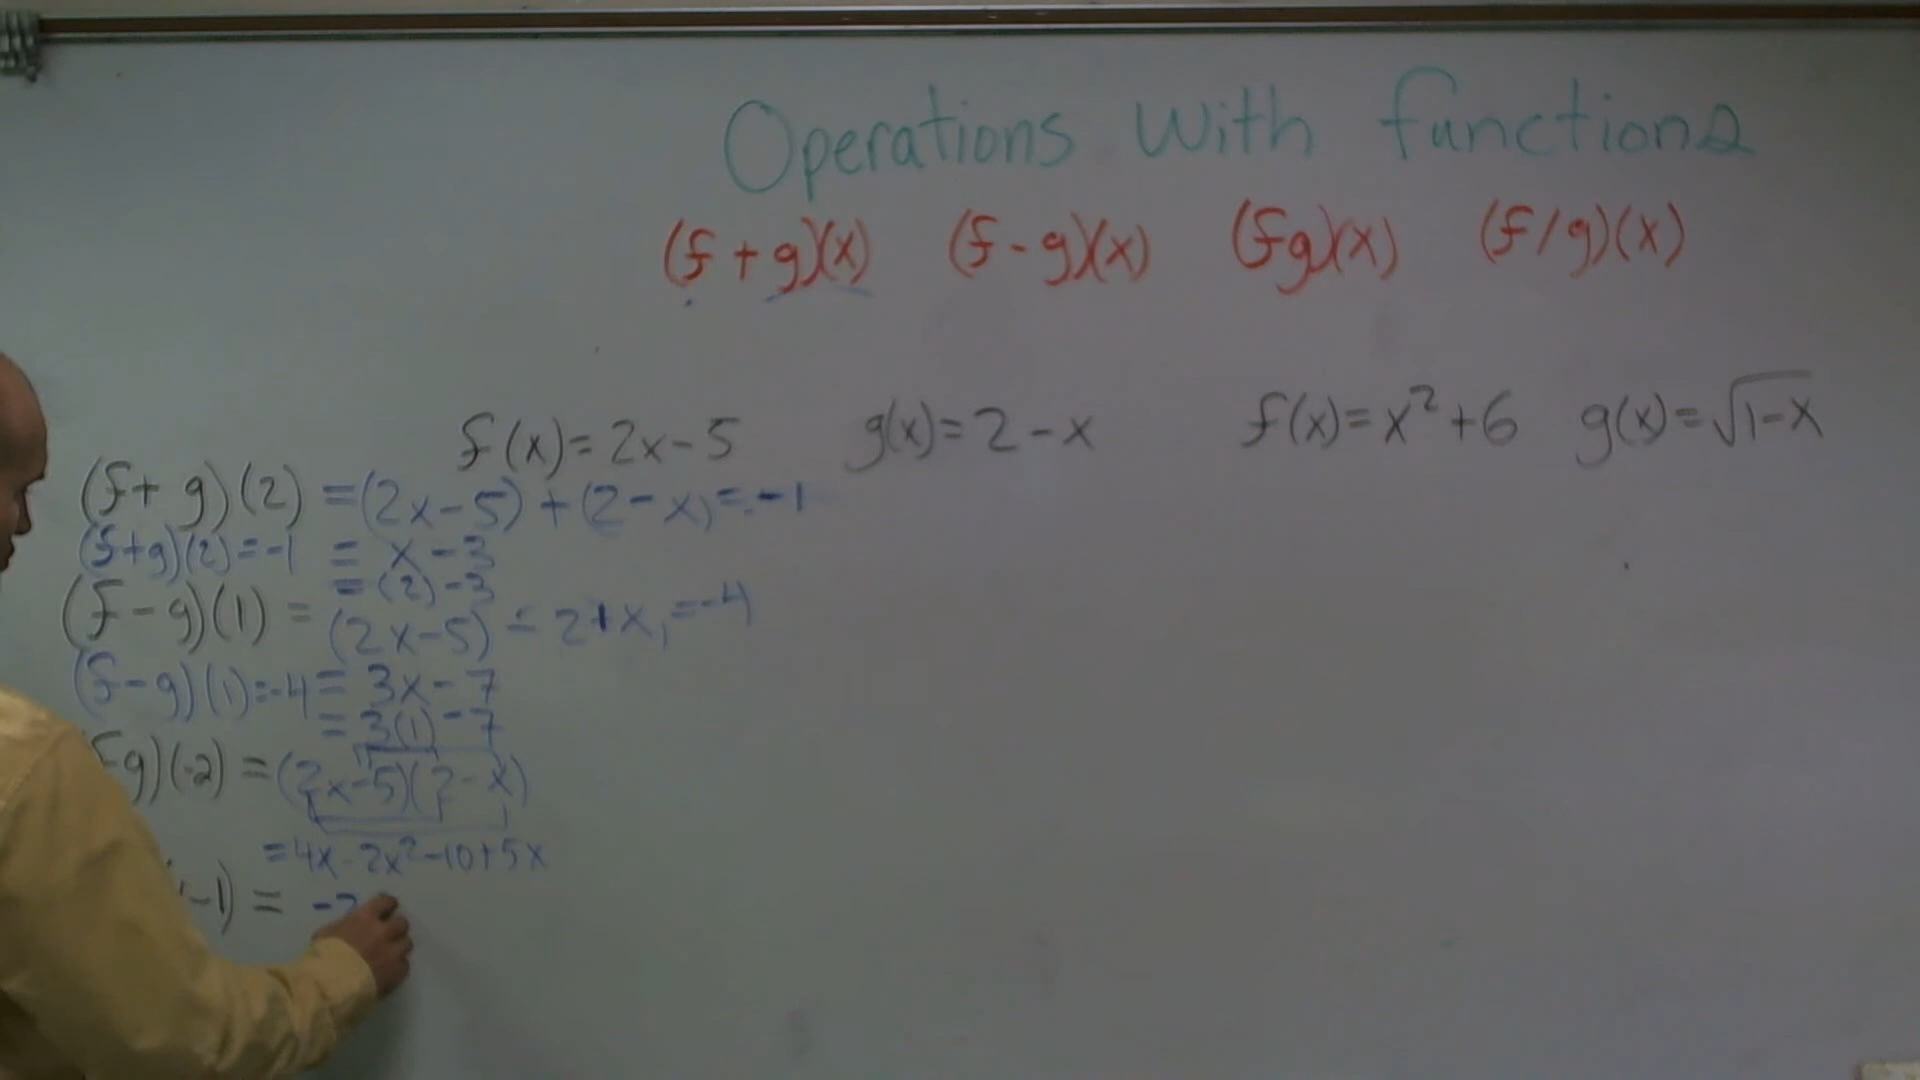 Operations with functions
(f + g)(x) (f - g)(x) (fg)(x) (f/g)(x)
f(x) = 2x - 5 g(x) = 2 - x f(x) = x² + 6 g(x) = √1-x
(f + g)(2) = (2x - 5) + (2 - x) = -1
(f+g)(2) = -1 = x - 3
= (2) - 3
(f - g)(1) = (2x - 5) - 2 + x, = -4
(f - g)(1) = -4 = 3x - 7
= 3(1) - 7
g)(-2) = (2x - 5)(2 - x)
= 4x - 2x² - 10 + 5x
-1) = -2